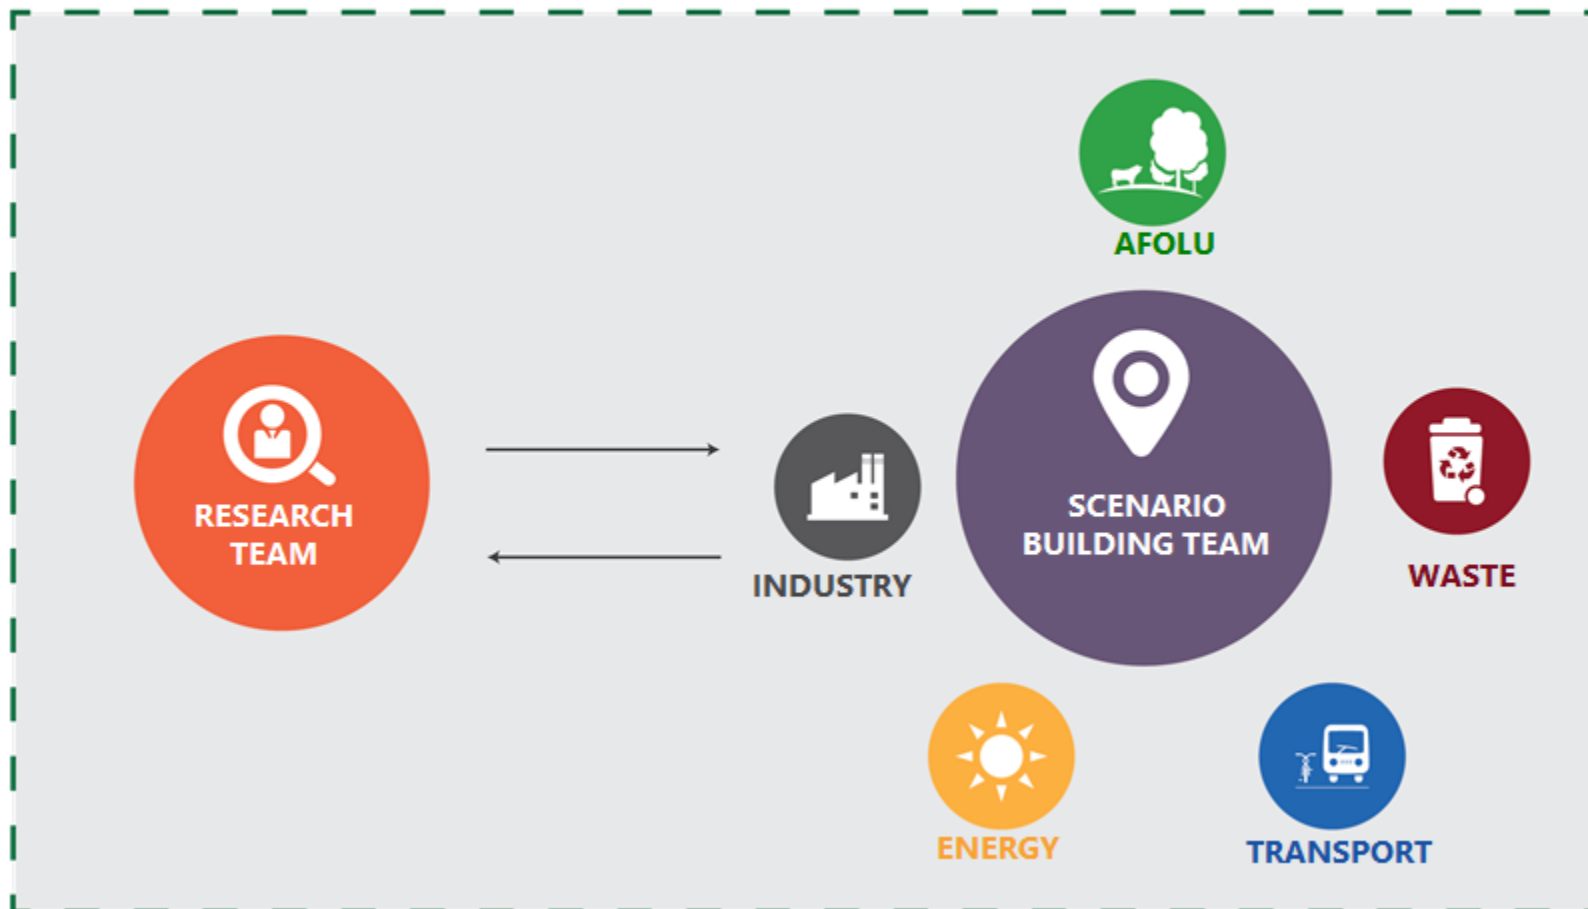 AFOLU
RESEARCH
TEAM
INDUSTRY
SCENARIO
BUILDING TEAM
WASTE
ENERGY
TRANSPORT